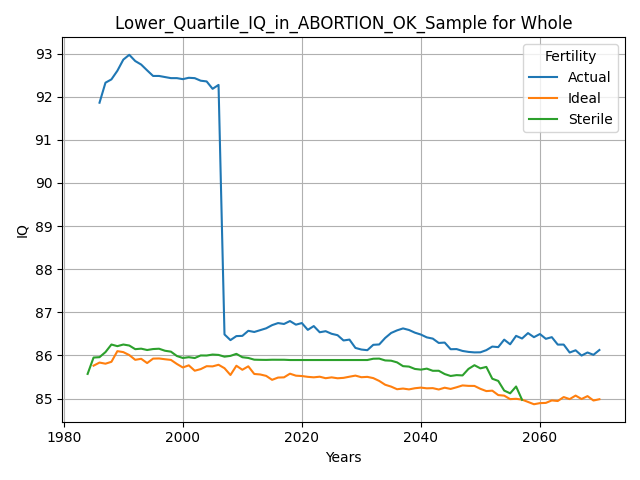 Lower_Quartile_IQ_in_ABORTION_OK_Sample for Whole
Fertility
Actual
Ideal
Sterile
IQ
93
92
91
90
89
88
87
86
85
1980
2000
2020
2040
2060
Years